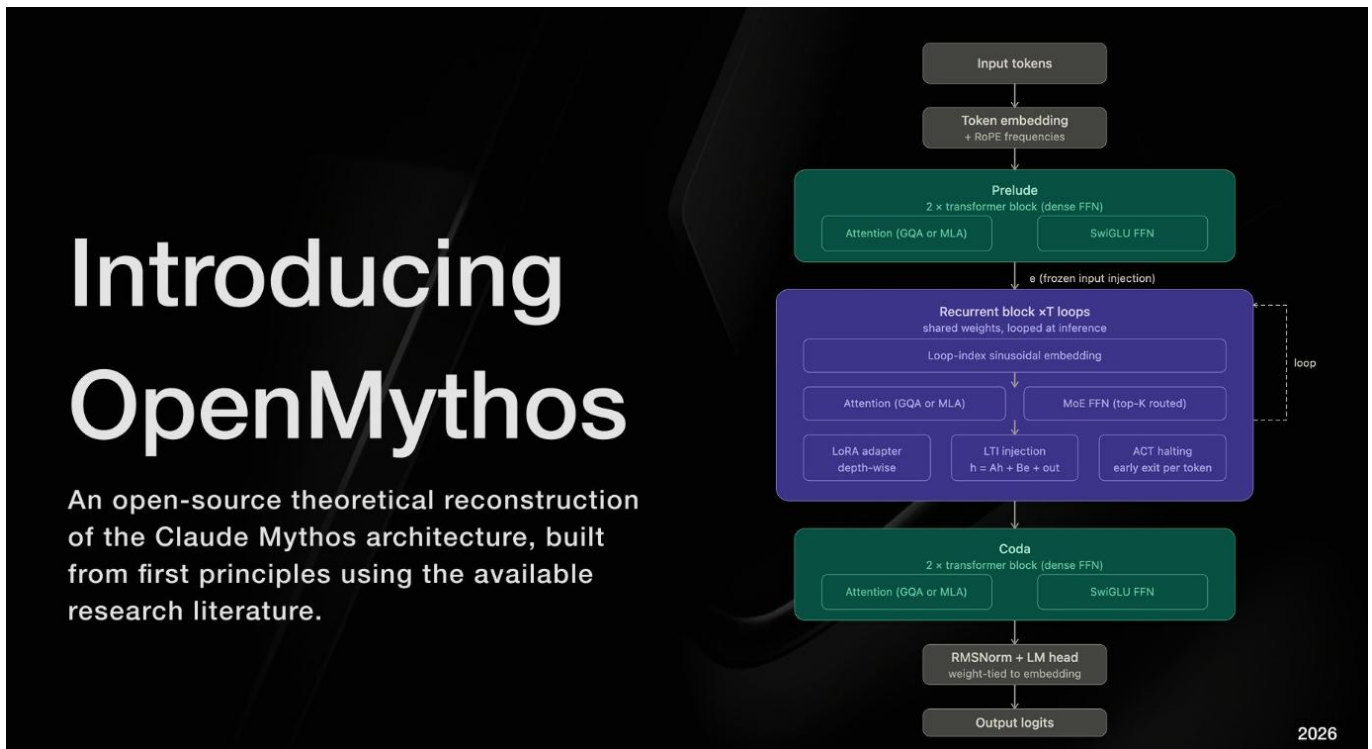 Introducing
OpenMythos
An open-source theoretical reconstruction
of the Claude Mythos architecture, built
from first principles using the available
research literature.
Input tokens
Token embedding
+ RoPE frequencies
Prelude
2 × transformer block (dense FFN)
Attention (GQA or MLA)
SwiGLU FFN
e (frozen input injection)
Recurrent block ×T loops
shared weights, looped at inference
Loop-index sinusoidal embedding
loop
Attention (GQA or MLA)
MoE FFN (top-K routed)
LoRA adapter
depth-wise
LTI injection
h = Ah + Be + out
ACT halting
early exit per token
Coda
2 × transformer block (dense FFN)
Attention (GQA or MLA)
SwiGLU FFN
RMSNorm + LM head
weight-tied to embedding
Output logits
2026